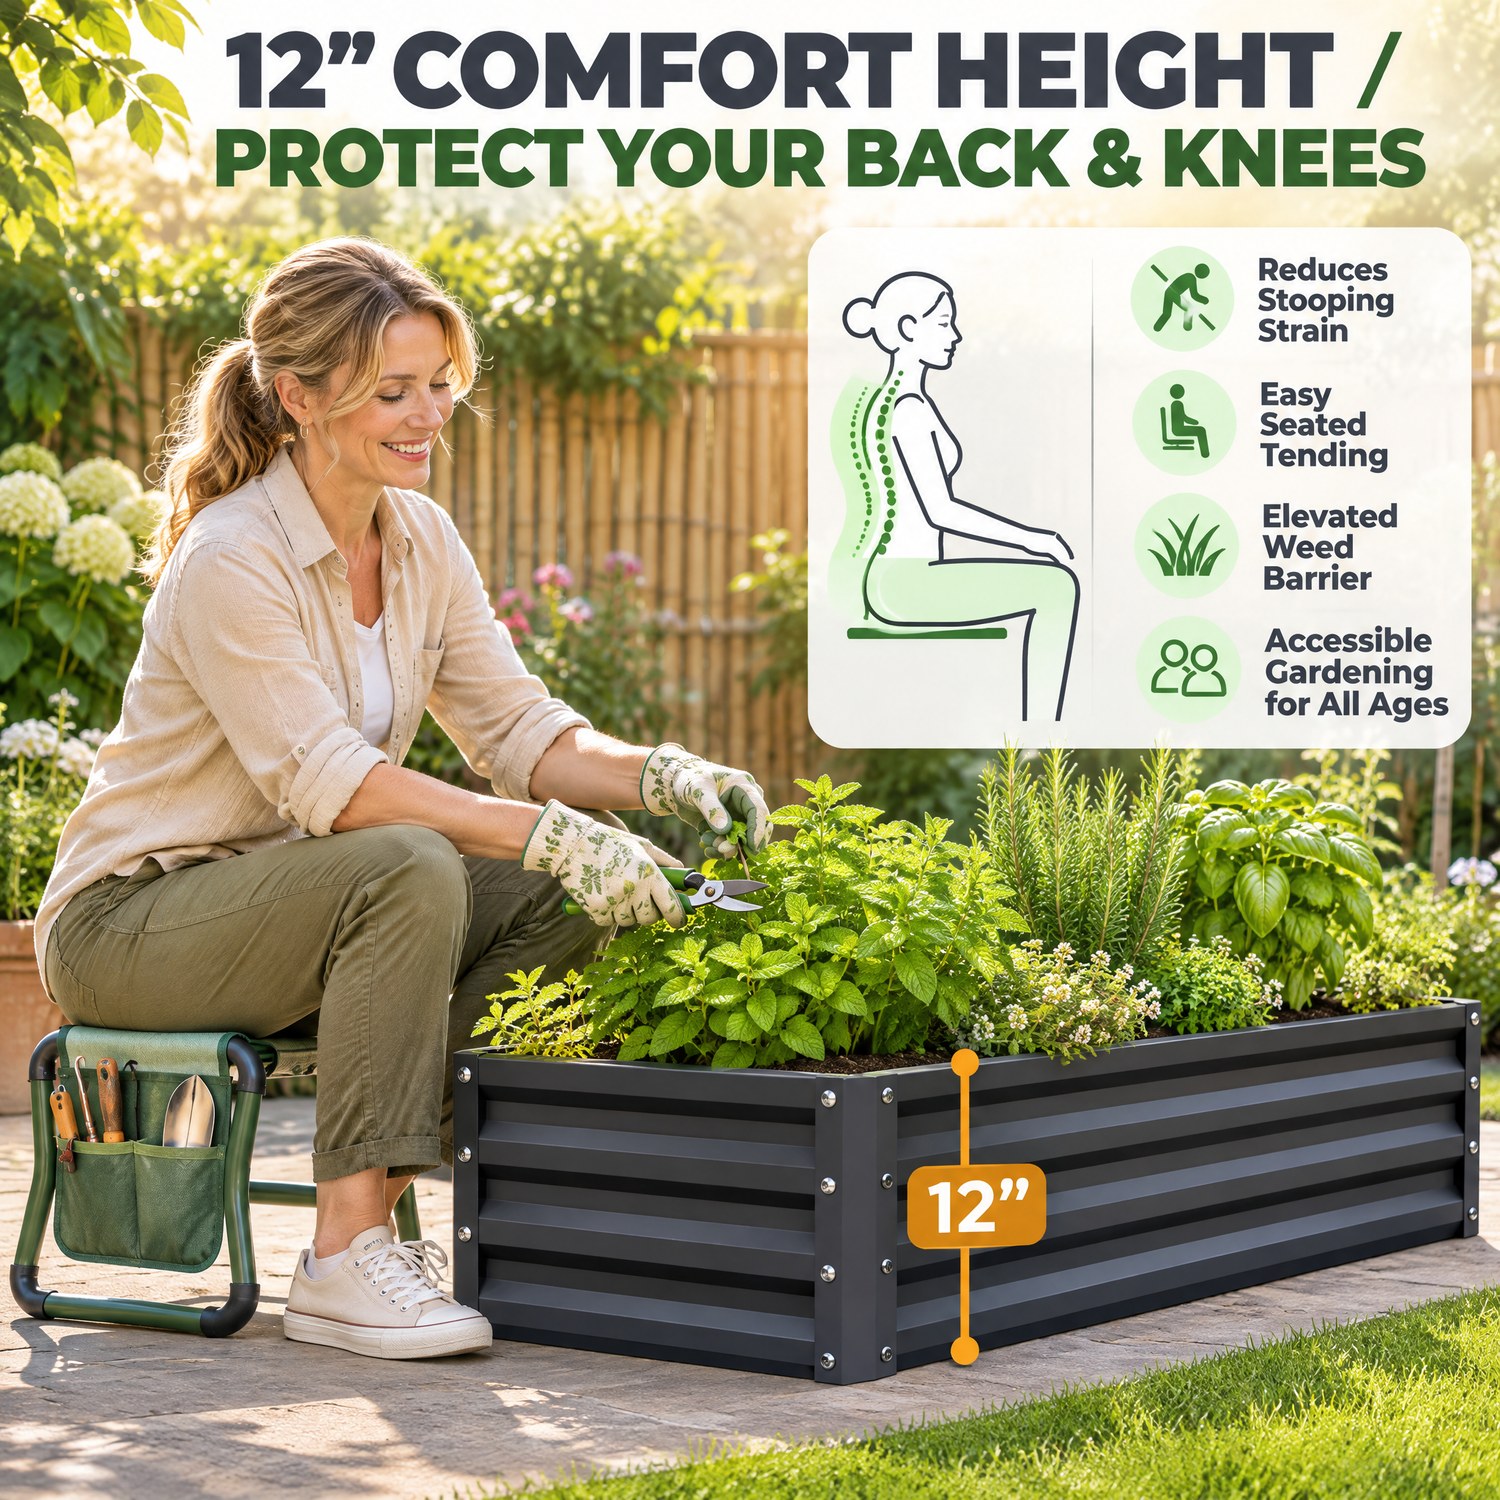 12” COMFORT HEIGHT /
PROTECT YOUR BACK & KNEES
Reduces
Stooping
Strain
Easy
Seated
Tending
Elevated
Weed
Barrier
Accessible
Gardening
for All Ages
12”